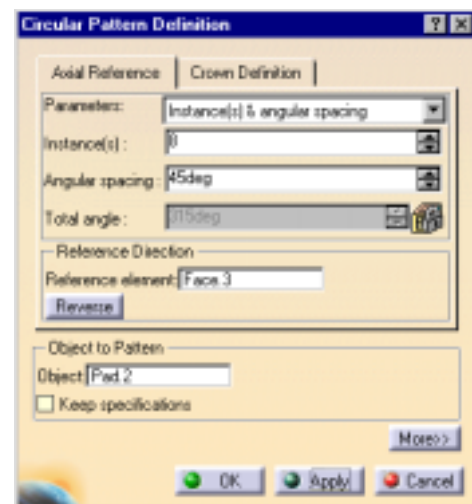 Circular Pattern Definition
Axial Reference Crown Definition
Parameters: Instance(s) & angular spacing
Instance(s) : 8
Angular spacing : 45deg
Total angle : 315deg
Reference Direction
Reference element: Face.3
Reverse
Object to Pattern
Object: Pad.2
Keep specifications
More>>
OK Apply Cancel